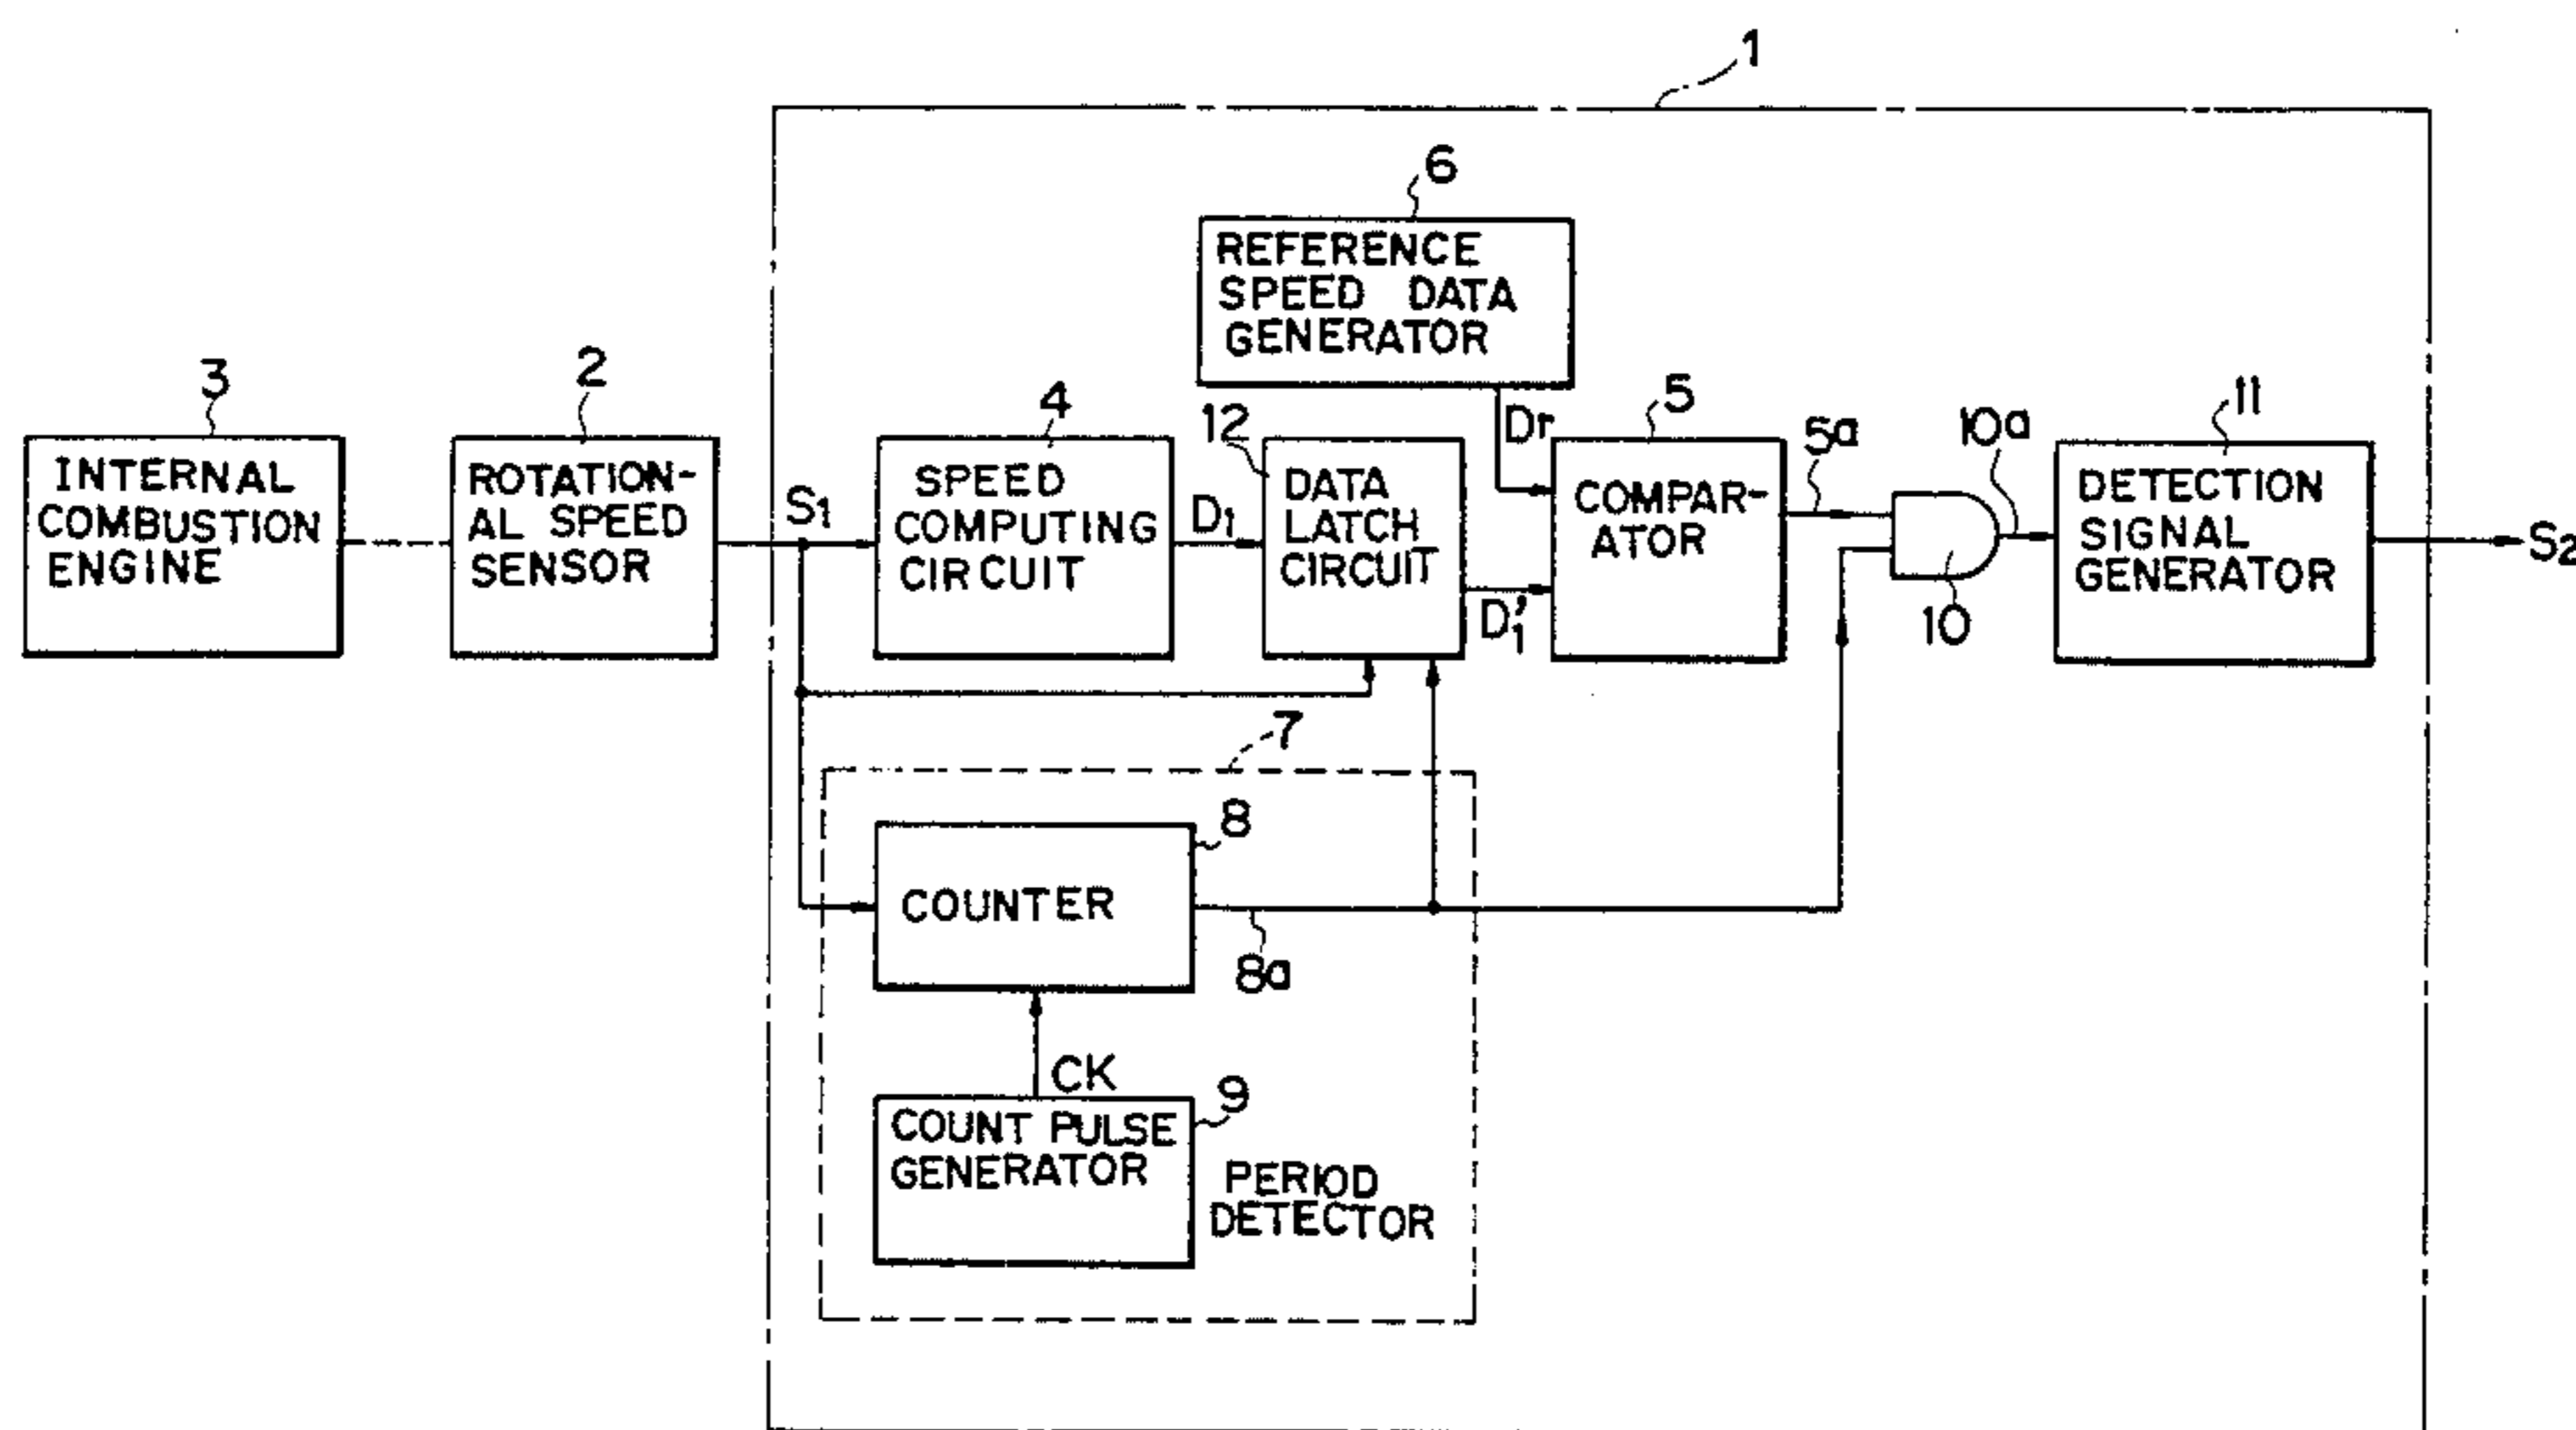 1
6
REFERENCE
SPEED DATA
GENERATOR
3
INTERNAL
COMBUSTION
ENGINE
2
ROTATION-
AL SPEED
SENSOR
S1
4
SPEED
COMPUTING
CIRCUIT
D1
12
DATA
LATCH
CIRCUIT
Dr
D1'
5
COMPAR-
ATOR
5a
10
10a
11
DETECTION
SIGNAL
GENERATOR
S2
7
8
COUNTER
8a
CK
9
COUNT PULSE
GENERATOR
PERIOD
DETECTOR